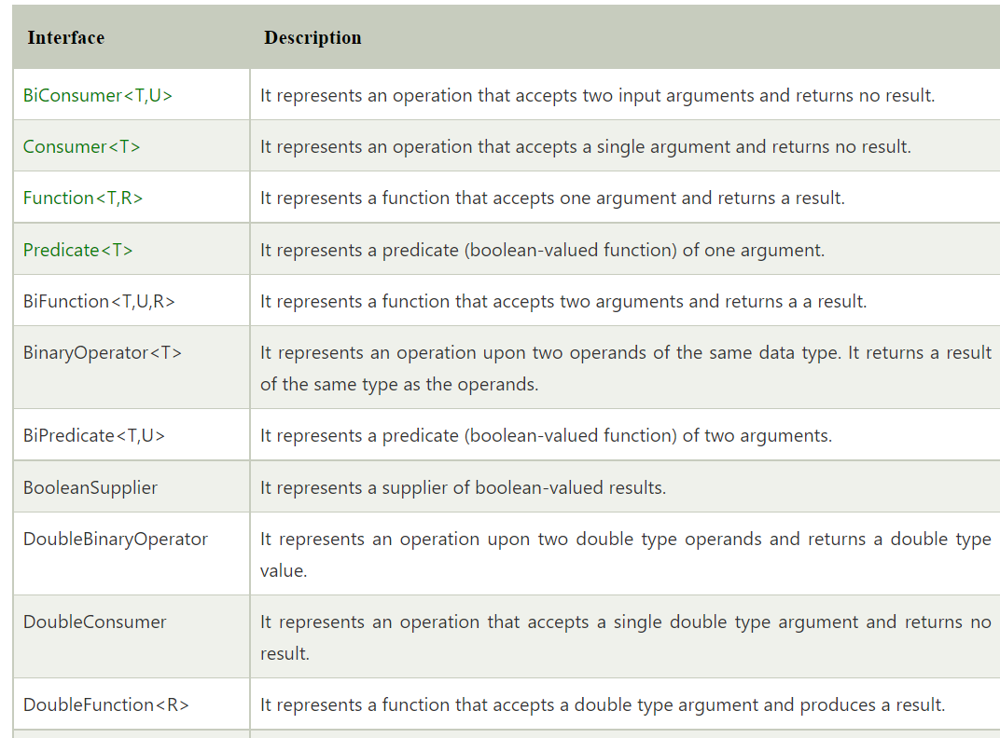 Interface Description
BiConsumer<T,U> It represents an operation that accepts two input arguments and returns no result.
Consumer<T> It represents an operation that accepts a single argument and returns no result.
Function<T,R> It represents a function that accepts one argument and returns a result.
Predicate<T> It represents a predicate (boolean-valued function) of one argument.
BiFunction<T,U,R> It represents a function that accepts two arguments and returns a a result.
BinaryOperator<T> It represents an operation upon two operands of the same data type. It returns a result
of the same type as the operands.
BiPredicate<T,U> It represents a predicate (boolean-valued function) of two arguments.
BooleanSupplier It represents a supplier of boolean-valued results.
DoubleBinaryOperator It represents an operation upon two double type operands and returns a double type
value.
DoubleConsumer It represents an operation that accepts a single double type argument and returns no
result.
DoubleFunction<R> It represents a function that accepts a double type argument and produces a result.